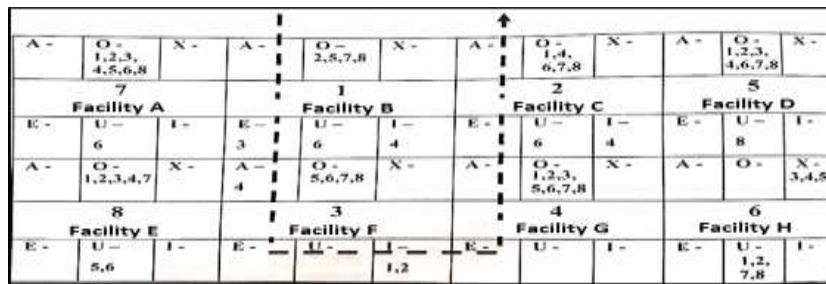 A - O - X - A - O - X - A - O - X - A - O - X -
1,2,3, 2,5,7,8 1,4, 1,2,3,
4,5,6,8 6,7,8 4,6,7,8
7 1 2 5
Facility A Facility B Facility C Facility D
E - U - I - E - U - I - E - U - I - E - U - I -
6 3 6 4 6 4 8
A - O - X - A - O - X - A - O - X - A - O - X -
1,2,3,4,7 4 5,6,7,8 1,2,3, 3,4,5
5,6,7,8
8 3 4 6
Facility E Facility F Facility G Facility H
E - U - I - E - U - I - E - U - I - E - U - I -
5,6 1,2 1,2,
7,8